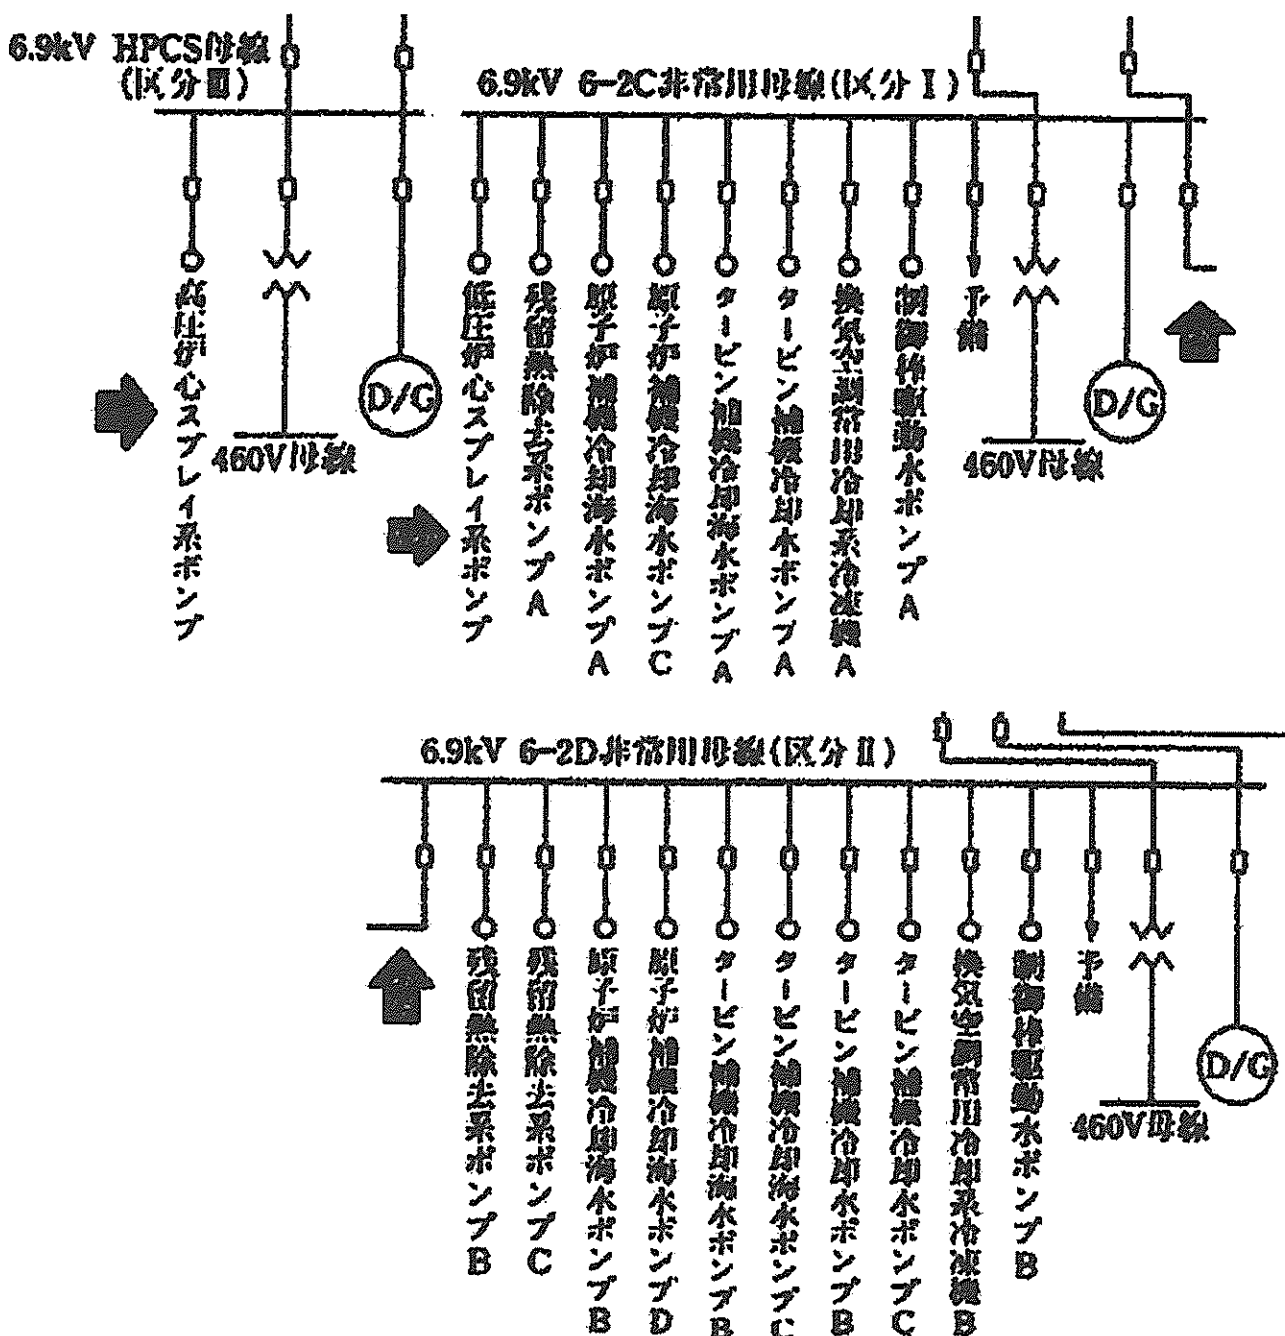 6.9kV HPCS母線
(区分Ⅲ)
6.9kV 6-2C非常用母線(区分Ⅰ)
高圧炉心スプレイ系ポンプ
460V母線
D/G
低圧炉心スプレイ系ポンプ
残留熱除去系ポンプA
原子炉補機冷却海水ポンプA
原子炉補機冷却海水ポンプC
タービン補機冷却海水ポンプA
タービン補機冷却水ポンプA
換気空調常用冷却系冷凍機A
制御棒駆動水ポンプA
予備
460V母線
D/G
6.9kV 6-2D非常用母線(区分Ⅱ)
残留熱除去系ポンプB
残留熱除去系ポンプC
原子炉補機冷却海水ポンプB
原子炉補機冷却海水ポンプD
タービン補機冷却海水ポンプB
タービン補機冷却海水ポンプC
タービン補機冷却水ポンプB
タービン補機冷却水ポンプC
換気空調常用冷却系冷凍機B
制御棒駆動水ポンプB
予備
460V母線
D/G